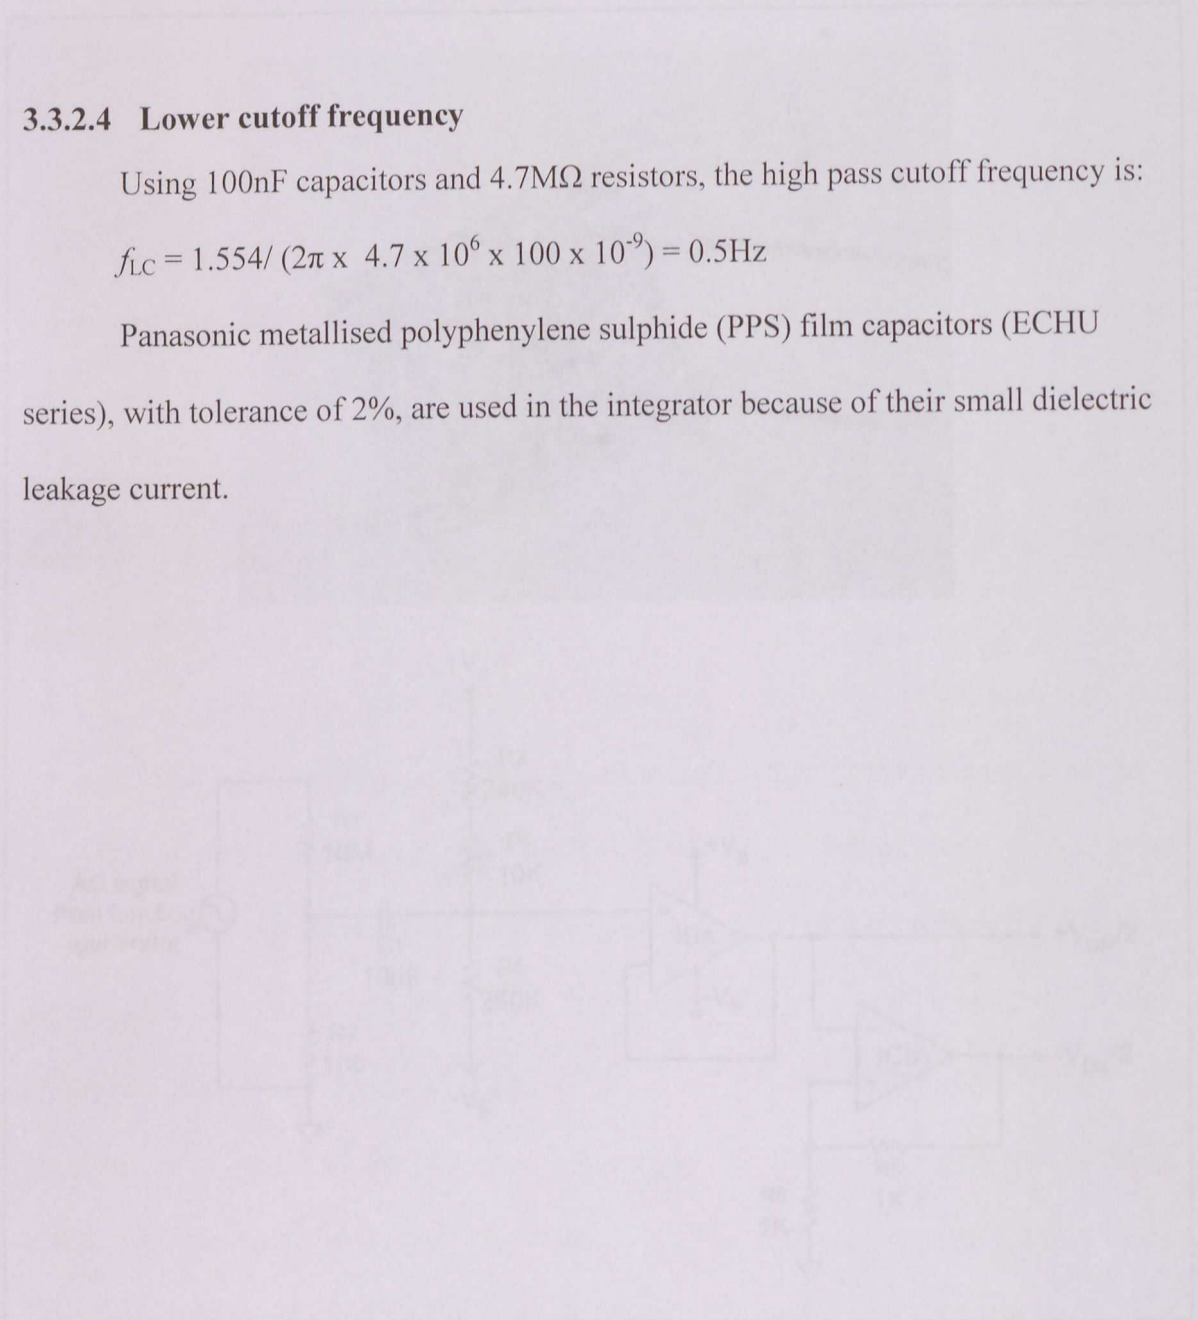 3.3.2.4 Lower cutoff frequency
Using 100nF capacitors and 4.7MΩ resistors, the high pass cutoff frequency is:
fLC = 1.554/ (2π x 4.7 x 10⁶ x 100 x 10⁻⁹) = 0.5Hz
Panasonic metallised polyphenylene sulphide (PPS) film capacitors (ECHU
series), with tolerance of 2%, are used in the integrator because of their small dielectric
leakage current.